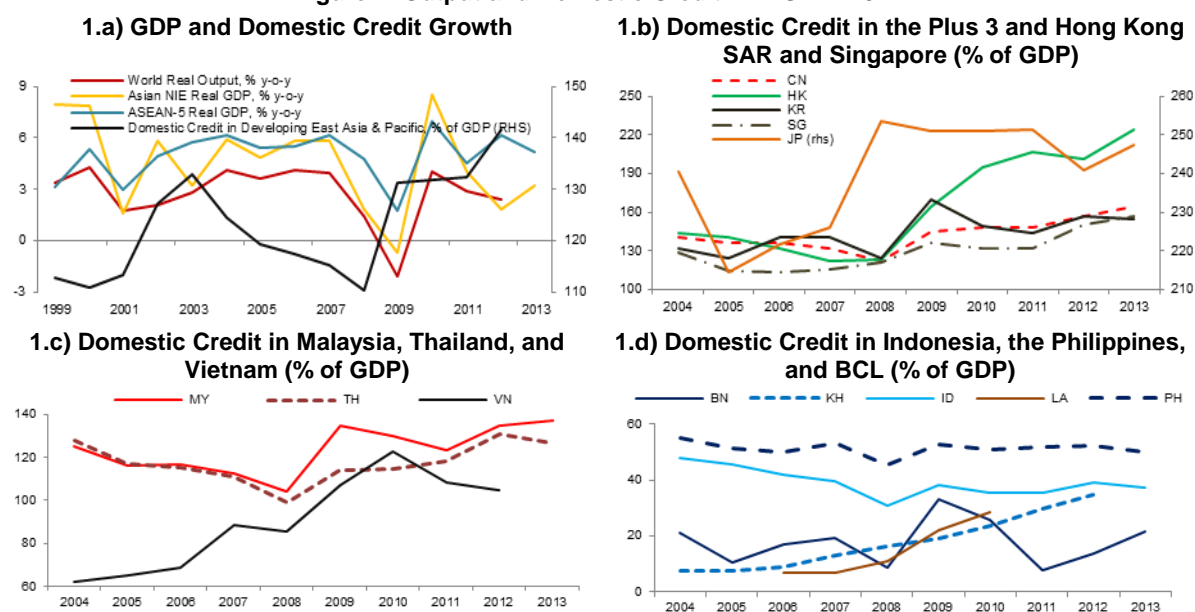 1.a) GDP and Domestic Credit Growth
World Real Output, % y-o-y
Asian NIE Real GDP, % y-o-y
ASEAN-5 Real GDP, % y-o-y
Domestic Credit in Developing East Asia & Pacific, % of GDP (RHS)
9
6
3
0
-3
150
140
130
120
110
1999 2001 2003 2005 2007 2009 2011 2013
1.b) Domestic Credit in the Plus 3 and Hong Kong
SAR and Singapore (% of GDP)
CN
HK
KR
SG
JP (rhs)
250
220
190
160
130
100
260
250
240
230
220
210
2004 2005 2006 2007 2008 2009 2010 2011 2012 2013
1.c) Domestic Credit in Malaysia, Thailand, and
Vietnam (% of GDP)
MY TH VN
140
120
100
80
60
2004 2005 2006 2007 2008 2009 2010 2011 2012 2013
1.d) Domestic Credit in Indonesia, the Philippines,
and BCL (% of GDP)
BN KH ID LA PH
60
40
20
0
2004 2005 2006 2007 2008 2009 2010 2011 2012 2013